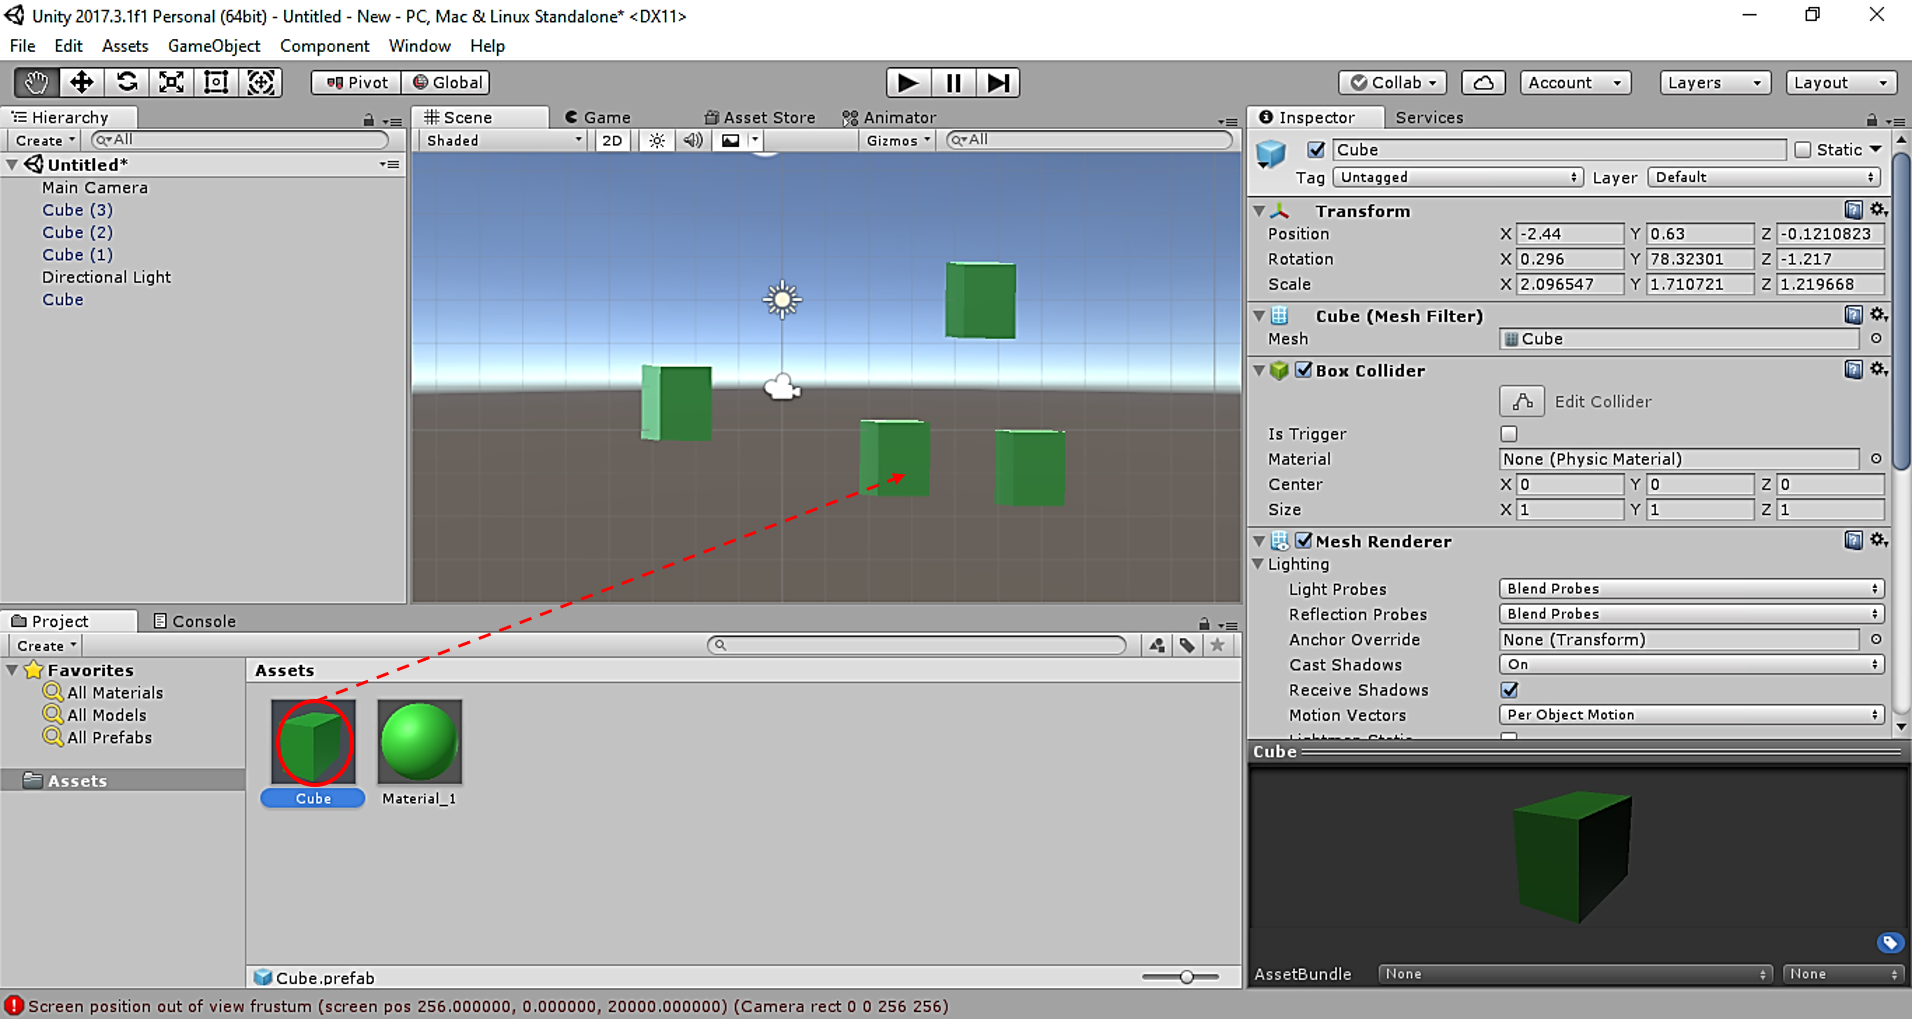 Unity 2017.3.1f1 Personal (64bit) - Untitled - New - PC, Mac & Linux Standalone* <DX11>
File Edit Assets GameObject Component Window Help
Pivot Global Collab Account Layers Layout
Hierarchy
Create All
Untitled*
Main Camera
Cube (3)
Cube (2)
Cube (1)
Directional Light
Cube
Scene Game Asset Store Animator
Shaded 2D Gizmos All
Inspector Services
Cube Static
Tag Untagged Layer Default
Transform
Position X -2.44 Y 0.63 Z -0.1210823
Rotation X 0.296 Y 78.32301 Z -1.217
Scale X 2.096547 Y 1.710721 Z 1.219668
Cube (Mesh Filter)
Mesh Cube
Box Collider
Edit Collider
Is Trigger
Material None (Physic Material)
Center X 0 Y 0 Z 0
Size X 1 Y 1 Z 1
Mesh Renderer
Lighting
Light Probes Blend Probes
Reflection Probes Blend Probes
Anchor Override None (Transform)
Cast Shadows On
Receive Shadows
Motion Vectors Per Object Motion
Project Console
Create
Favorites
All Materials
All Models
All Prefabs
Assets
Assets
Cube Material_1
Cube.prefab
Cube
AssetBundle None None
Screen position out of view frustum (screen pos 256.000000, 0.000000, 20000.000000) (Camera rect 0 0 256 256)